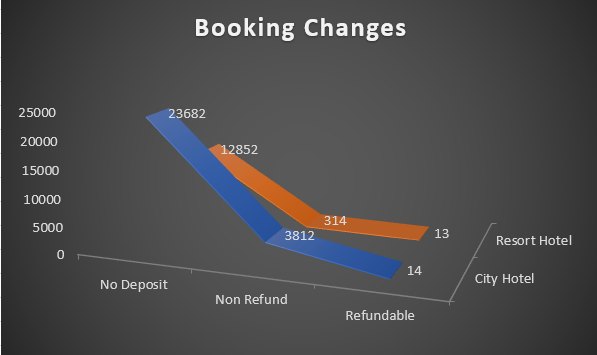 Booking Changes
25000
20000
15000
10000
5000
0
23682
12852
3812
314
14
13
No Deposit
Non Refund
Refundable
City Hotel
Resort Hotel